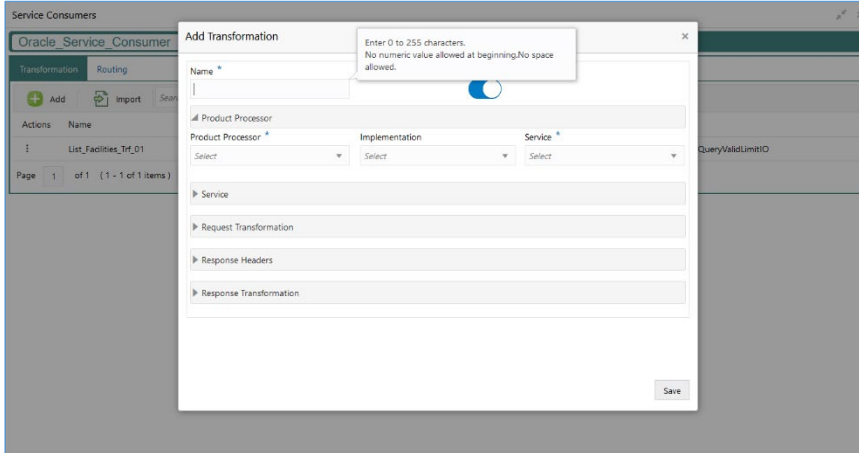 Service Consumers
Oracle_Service_Consumer
Transformation Routing
Add Import Sear
Actions Name
List_Facilities_Trf_01 QueryValidLimitIO
Page 1 of 1 (1 - 1 of 1 items)
Add Transformation
Enter 0 to 255 characters.
No numeric value allowed at beginning.No space
allowed.
Name *
Product Processor
Product Processor * Implementation Service *
Select Select Select
Service
Request Transformation
Response Headers
Response Transformation
Save